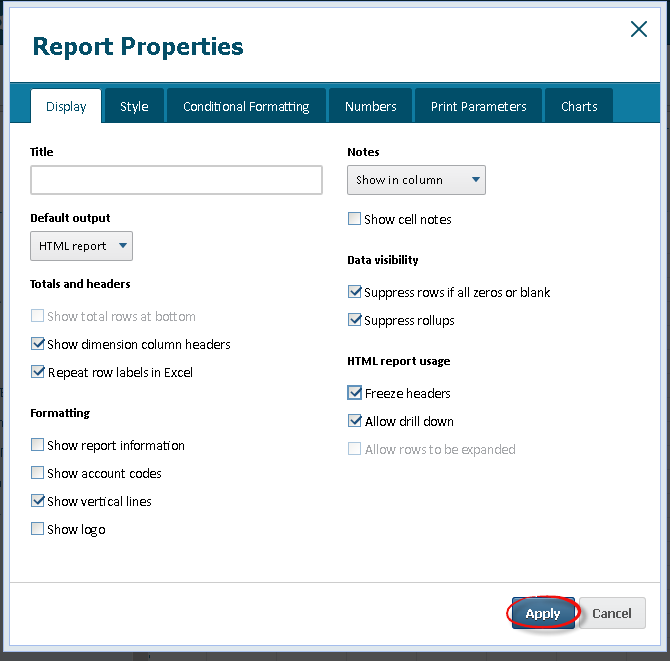 Report Properties
Display
Style
Conditional Formatting
Numbers
Print Parameters
Charts
Title
Default output
HTML report
Totals and headers
Show total rows at bottom
Show dimension column headers
Repeat row labels in Excel
Formatting
Show report information
Show account codes
Show vertical lines
Show logo
Notes
Show in column
Show cell notes
Data visibility
Suppress rows if all zeros or blank
Suppress rollups
HTML report usage
Freeze headers
Allow drill down
Allow rows to be expanded
Apply
Cancel